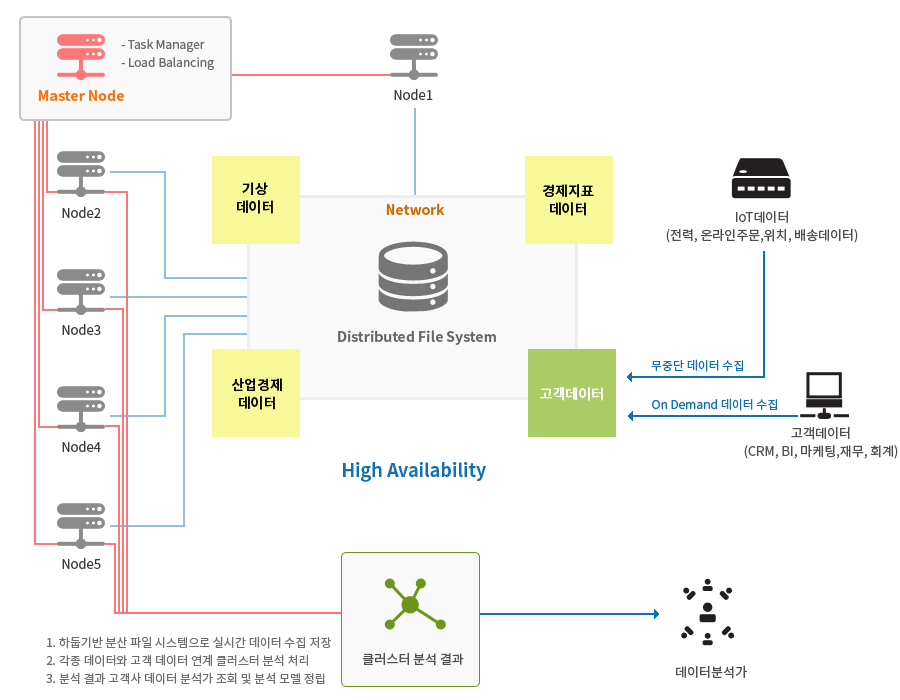 - Task Manager
- Load Balancing
Master Node
Node1
Node2
기상
데이터
경제지표
데이터
Network
IoT데이터
(전력, 온라인주문,위치, 배송데이터)
Node3
Distributed File System
산업경제
데이터
고객데이터
무중단 데이터 수집
On Demand 데이터 수집
고객데이터
(CRM, BI, 마케팅,재무, 회계)
Node4
High Availability
Node5
1. 하둡기반 분산 파일 시스템으로 실시간 데이터 수집 저장
2. 각종 데이터와 고객 데이터 연계 클러스터 분석 처리
3. 분석 결과 고객사 데이터 분석가 조회 및 분석 모델 정립
클러스터 분석 결과
데이터분석가